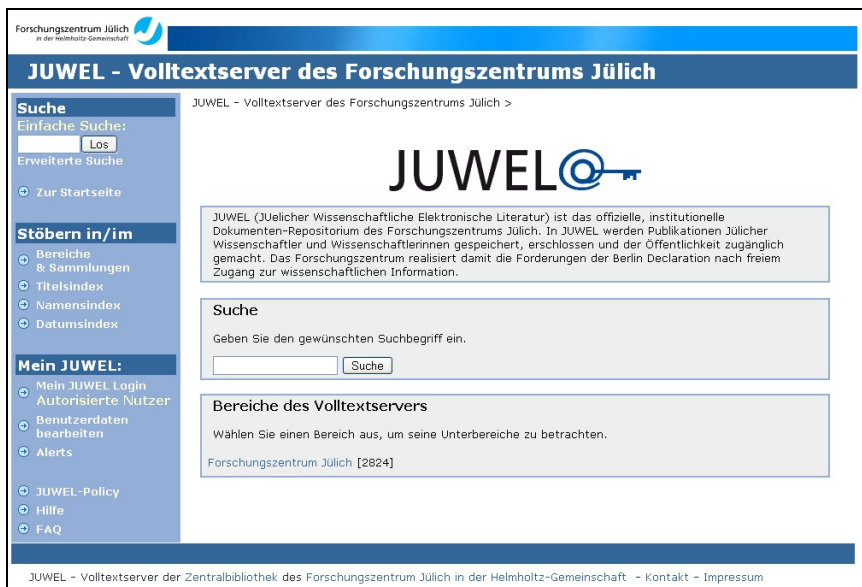 Forschungszentrum Jülich
in der Helmholtz-Gemeinschaft
JUWEL - Volltextserver des Forschungszentrums Jülich
Suche
Einfache Suche:
Los
Erweiterte Suche
Zur Startseite
Stöbern in/im
Bereiche
& Sammlungen
Titelsindex
Namensindex
Datumsindex
Mein JUWEL:
Mein JUWEL Login
Autorisierte Nutzer
Benutzerdaten
bearbeiten
Alerts
JUWEL-Policy
Hilfe
FAQ
JUWEL - Volltextserver des Forschungszentrums Jülich >
JUWEL
JUWEL (JUelicher Wissenschaftliche Elektronische Literatur) ist das offizielle, institutionelle
Dokumenten-Repositorium des Forschungszentrums Jülich. In JUWEL werden Publikationen Jülicher
Wissenschaftler und Wissenschaftlerinnen gespeichert, erschlossen und der Öffentlichkeit zugänglich
gemacht. Das Forschungszentrum realisiert damit die Forderungen der Berlin Declaration nach freiem
Zugang zur wissenschaftlichen Information.
Suche
Geben Sie den gewünschten Suchbegriff ein.
Suche
Bereiche des Volltextservers
Wählen Sie einen Bereich aus, um seine Unterbereiche zu betrachten.
Forschungszentrum Jülich [2824]
JUWEL - Volltextserver der Zentralbibliothek des Forschungszentrum Jülich in der Helmholtz-Gemeinschaft - Kontakt - Impressum